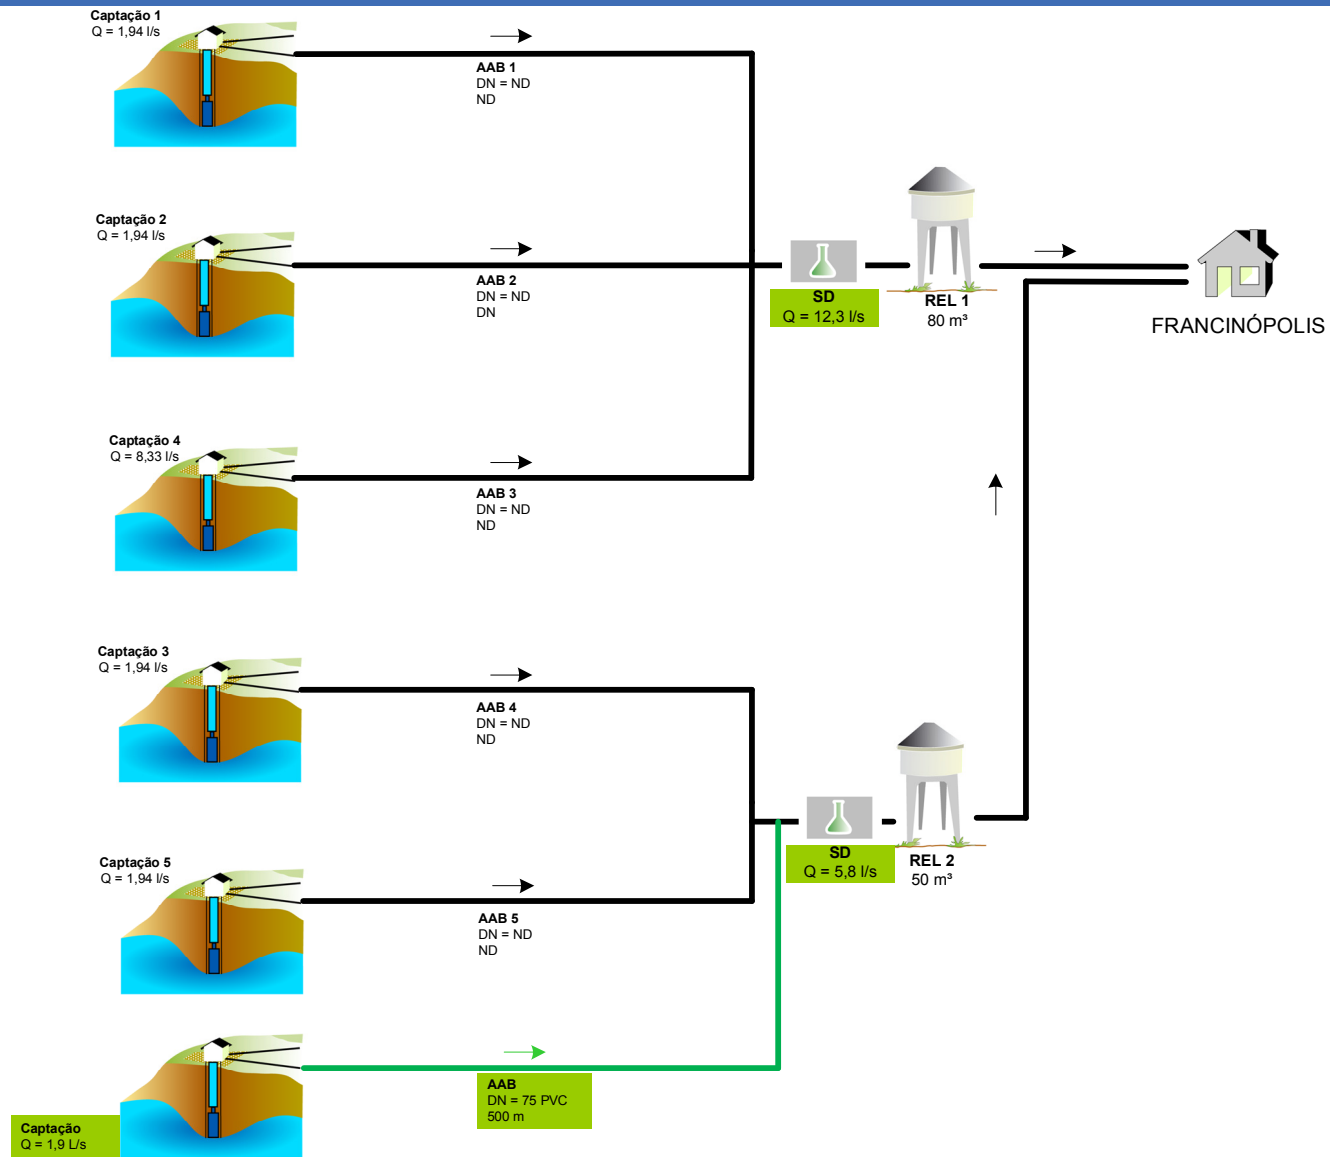 Captação 1
Q = 1,94 l/s
AAB 1
DN = ND
ND
Captação 2
Q = 1,94 l/s
AAB 2
DN = ND
DN
SD
Q = 12,3 l/s
REL 1
80 m³
FRANCINÓPOLIS
Captação 4
Q = 8,33 l/s
AAB 3
DN = ND
ND
Captação 3
Q = 1,94 l/s
AAB 4
DN = ND
ND
SD
Q = 5,8 l/s
REL 2
50 m³
Captação 5
Q = 1,94 l/s
AAB 5
DN = ND
ND
AAB
DN = 75 PVC
500 m
Captação
Q = 1,9 L/s